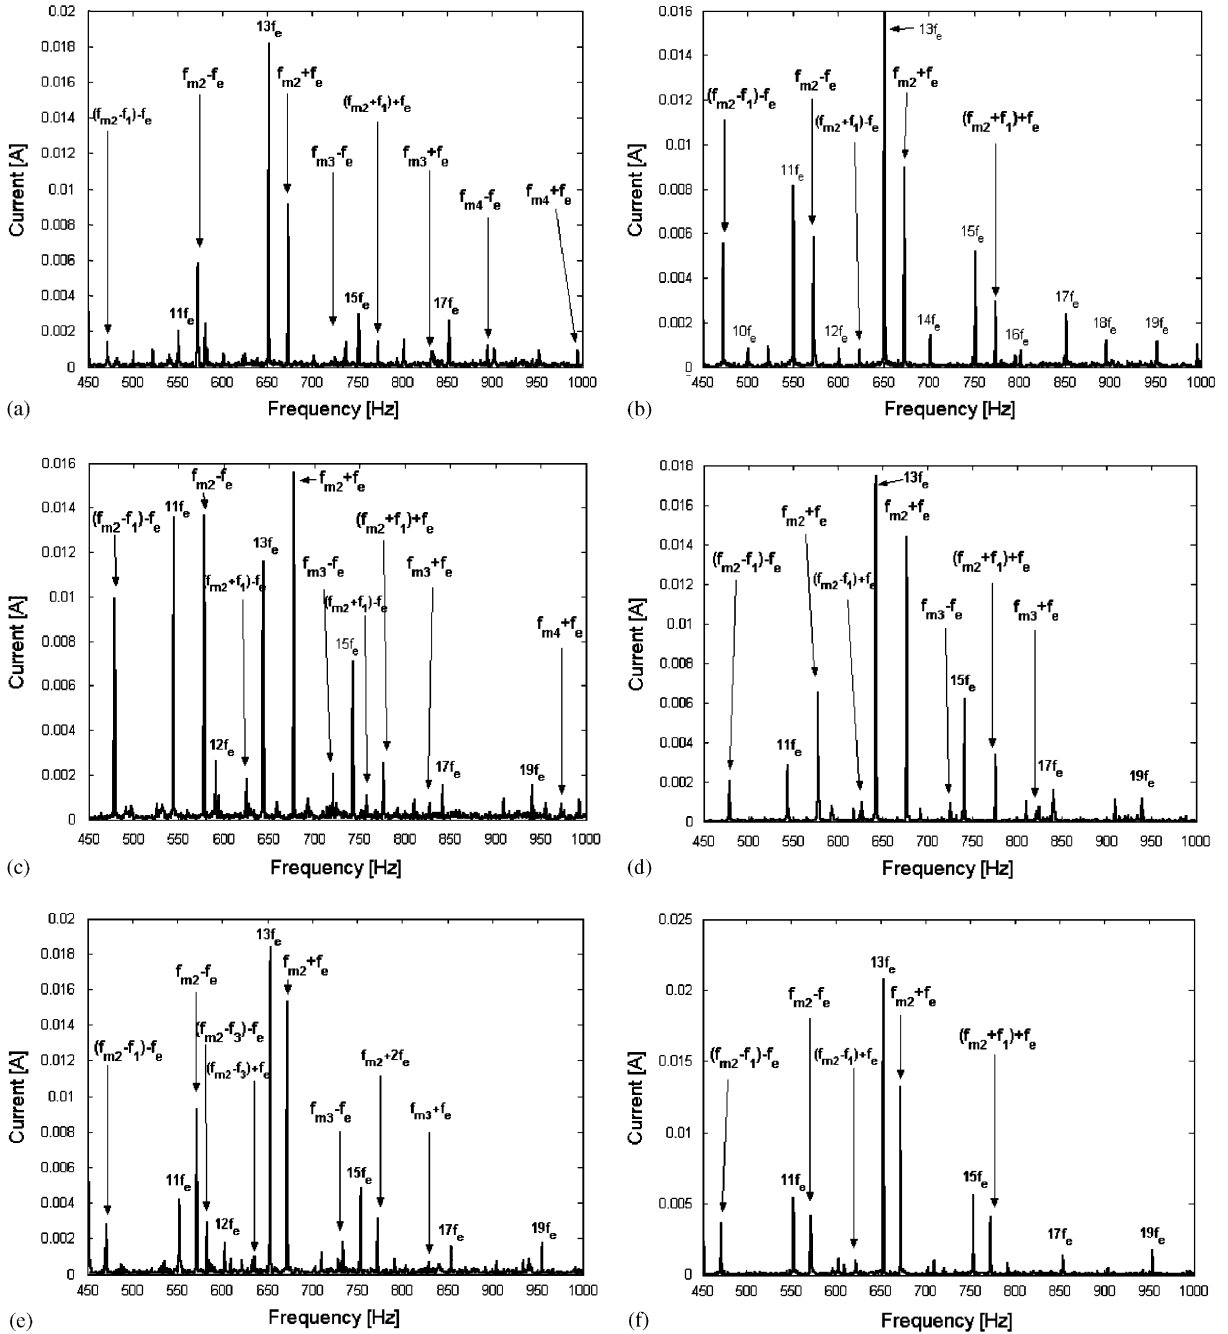 0.02
0.018
0.016
0.014
0.012
0.01
0.008
0.006
0.004
0.002
0
450 500 550 600 650 700 750 800 850 900 950 1000
Current [A]
Frequency [Hz]
(a)
(fm2-f1)-fe
fm2-fe
13fe
fm2+fe
(fm2+f1)+fe
fm3-fe
fm3+fe
fm4-fe
fm4+fe
11fe
15fe
17fe
0.016
0.014
0.012
0.01
0.008
0.006
0.004
0.002
0
450 500 550 600 650 700 750 800 850 900 950 1000
Current [A]
Frequency [Hz]
(b)
(fm2-f1)-fe
fm2-fe
(fm2+f1)-fe
13fe
fm2+fe
(fm2+f1)+fe
10fe
11fe
12fe
14fe
15fe
16fe
17fe
18fe
19fe
0.016
0.014
0.012
0.01
0.008
0.006
0.004
0.002
0
450 500 550 600 650 700 750 800 850 900 950 1000
Current [A]
Frequency [Hz]
(c)
(fm2-f1)-fe
11fe
fm2-fe
12fe
(fm2+f1)-fe
13fe
fm2+fe
fm3-fe
(fm2+f1)-fe
15fe
(fm2+f1)+fe
fm3+fe
17fe
19fe
fm4+fe
0.018
0.016
0.014
0.012
0.01
0.008
0.006
0.004
0.002
0
450 500 550 600 650 700 750 800 850 900 950 1000
Current [A]
Frequency [Hz]
(d)
(fm2-f1)-fe
11fe
fm2+fe
(fm2-f1)+fe
13fe
fm2+fe
fm3-fe
15fe
(fm2+f1)+fe
fm3+fe
17fe
19fe
0.02
0.018
0.016
0.014
0.012
0.01
0.008
0.006
0.004
0.002
0
450 500 550 600 650 700 750 800 850 900 950 1000
Current [A]
Frequency [Hz]
(e)
(fm2-f1)-fe
11fe
fm2-fe
(fm2-f3)-fe
12fe
(fm2-f3)+fe
13fe
fm2+fe
fm3-fe
15fe
fm2+2fe
fm3+fe
17fe
19fe
0.025
0.02
0.015
0.01
0.005
0
450 500 550 600 650 700 750 800 850 900 950 1000
Current [A]
Frequency [Hz]
(f)
(fm2-f1)-fe
11fe
fm2-fe
(fm2-f1)+fe
13fe
fm2+fe
15fe
(fm2+f1)+fe
17fe
19fe